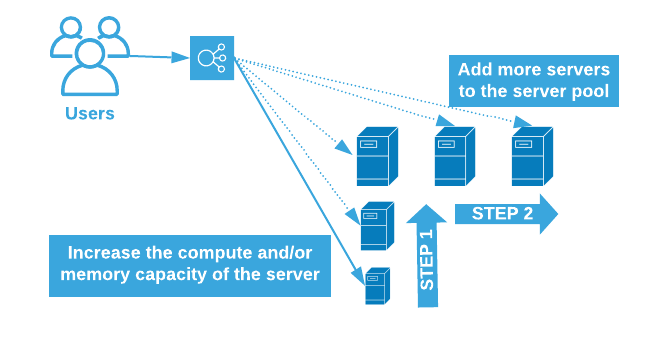 Users
Add more servers
to the server pool
STEP 2
STEP 1
Increase the compute and/or
memory capacity of the server